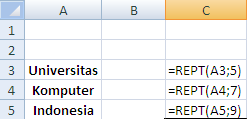 A B C
1
2
3 Universitas =REPT(A3;5)
4 Komputer =REPT(A4;7)
5 Indonesia =REPT(A5;9)